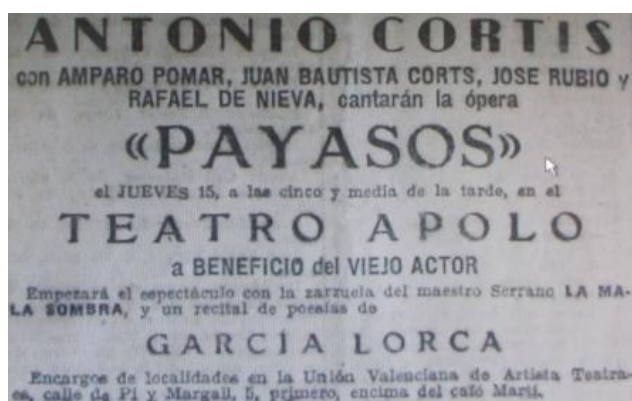 ANTONIO CORTIS
con AMPARO POMAR, JUAN BAUTISTA CORTS, JOSE RUBIO y
RAFAEL DE NIEVA, cantarán la ópera
«PAYASOS»
el JUEVES 15, a las cinco y media de la tarde, en el
TEATRO APOLO
a BENEFICIO del VIEJO ACTOR
Empezará el espectáculo con la zarzuela del maestro Serrano LA MA-
LA SOMBRA, y un recital de poesías de
GARCÍA LORCA
Encargos de localidades en la Unión Valenciana de Artista Teatra-
es, calle de Pi y Margall, 5, primero, encima del café Martí.